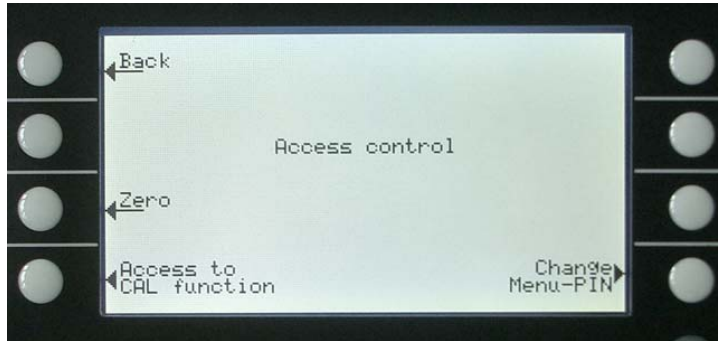 Back
Access control
Zero
Access to
CAL function
Change
Menu-PIN